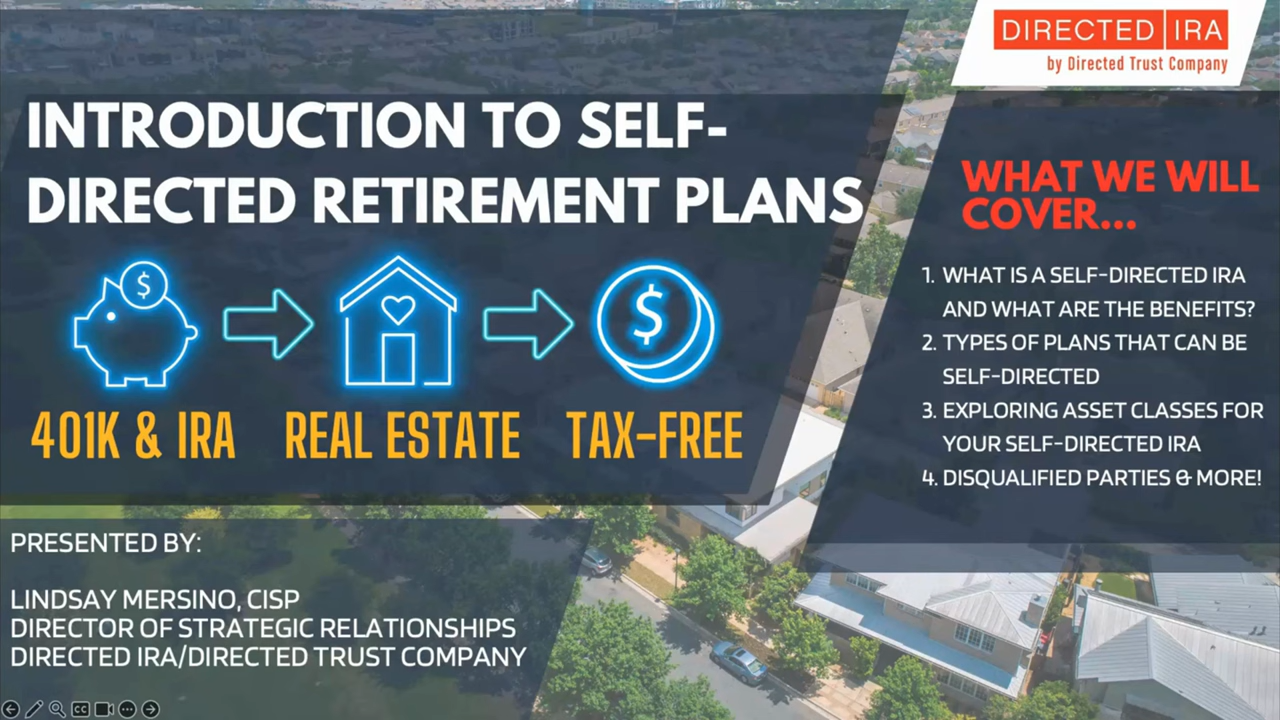 DIRECTED IRA
by Directed Trust Company
INTRODUCTION TO SELF-
DIRECTED RETIREMENT PLANS
$
$
401K & IRA
REAL ESTATE
TAX-FREE
WHAT WE WILL
COVER...
1. WHAT IS A SELF-DIRECTED IRA
AND WHAT ARE THE BENEFITS?
2. TYPES OF PLANS THAT CAN BE
SELF-DIRECTED
3. EXPLORING ASSET CLASSES FOR
YOUR SELF-DIRECTED IRA
4. DISQUALIFIED PARTIES & MORE!
PRESENTED BY:
LINDSAY MERSINO, CISP
DIRECTOR OF STRATEGIC RELATIONSHIPS
DIRECTED IRA/DIRECTED TRUST COMPANY
CC